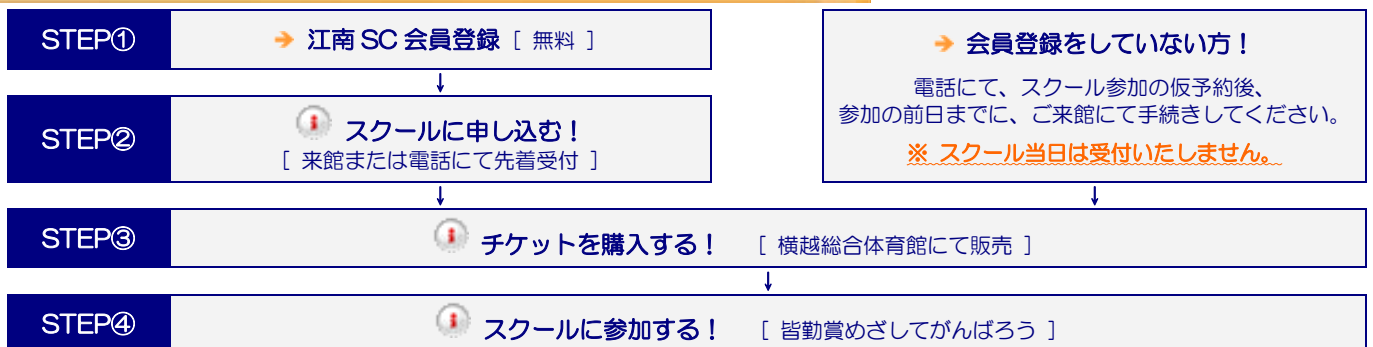 STEP①
江南 SC 会員登録 [ 無料 ]
STEP②
スクールに申し込む!
[ 来館または電話にて先着受付 ]
会員登録をしていない方!
電話にて、スクール参加の仮予約後、
参加の前日までに、ご来館にて手続きしてください。
※ スクール当日は受付いたしません。
STEP③
チケットを購入する! [ 横越総合体育館にて販売 ]
STEP④
スクールに参加する! [ 皆勤賞めざしてがんばろう ]